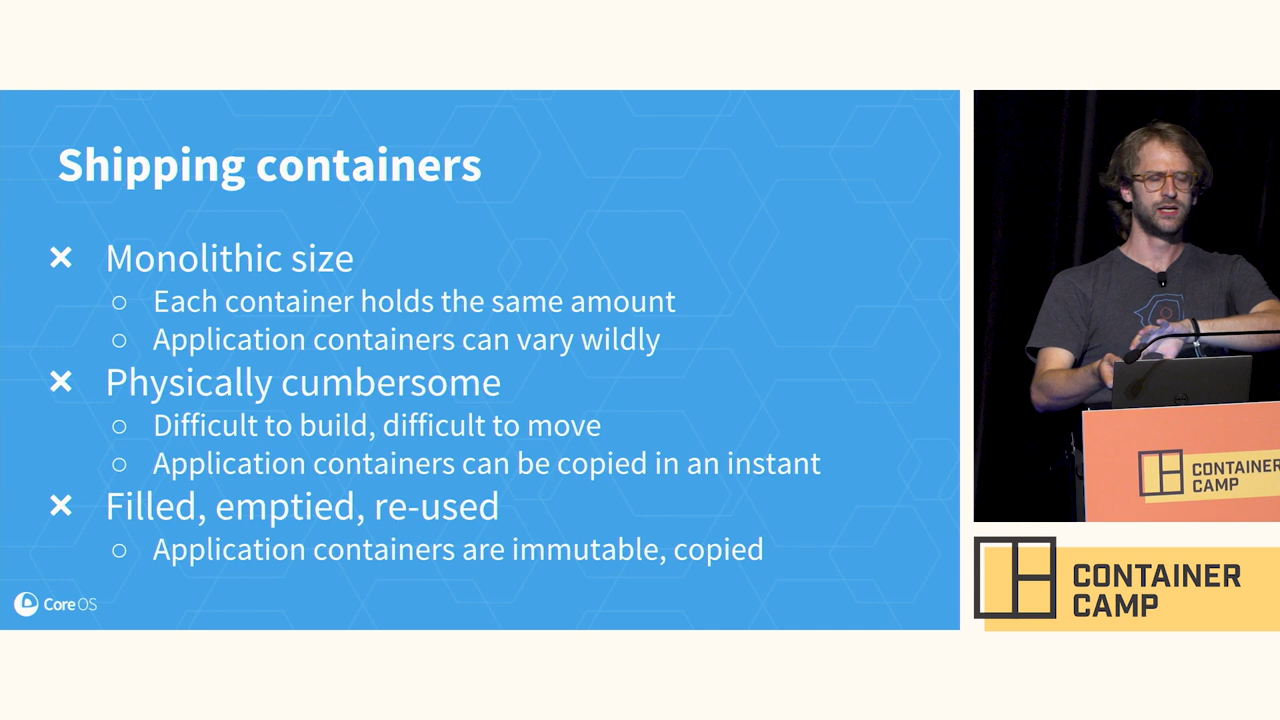 Shipping containers
× Monolithic size
○ Each container holds the same amount
○ Application containers can vary wildly
× Physically cumbersome
○ Difficult to build, difficult to move
○ Application containers can be copied in an instant
× Filled, emptied, re-used
○ Application containers are immutable, copied
CoreOS
CONTAINER
CAMP
CONTAINER
CAMP